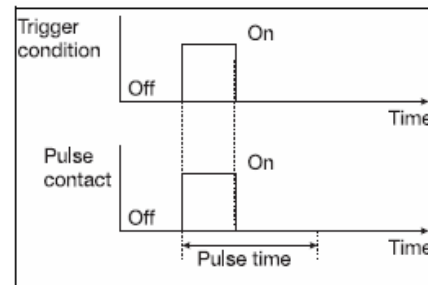 Trigger
condition
On
Off
Time
Pulse
contact
On
Off
Time
Pulse time